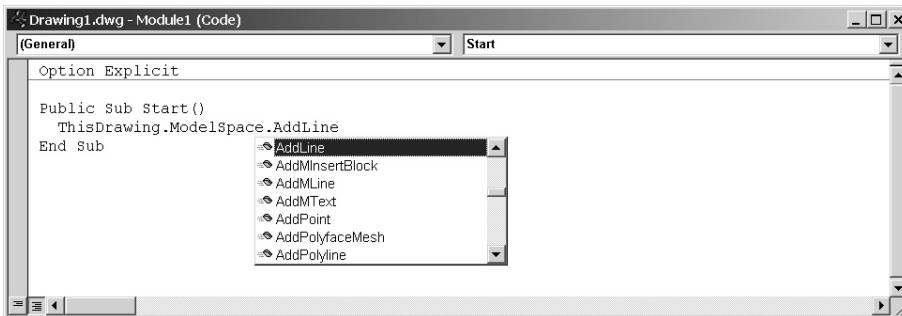 Drawing1.dwg - Module1 (Code)
(General) Start
Option Explicit
Public Sub Start()
ThisDrawing.ModelSpace.AddLine
End Sub
AddLine
AddMInsertBlock
AddMLine
AddMText
AddPoint
AddPolyfaceMesh
AddPolyline